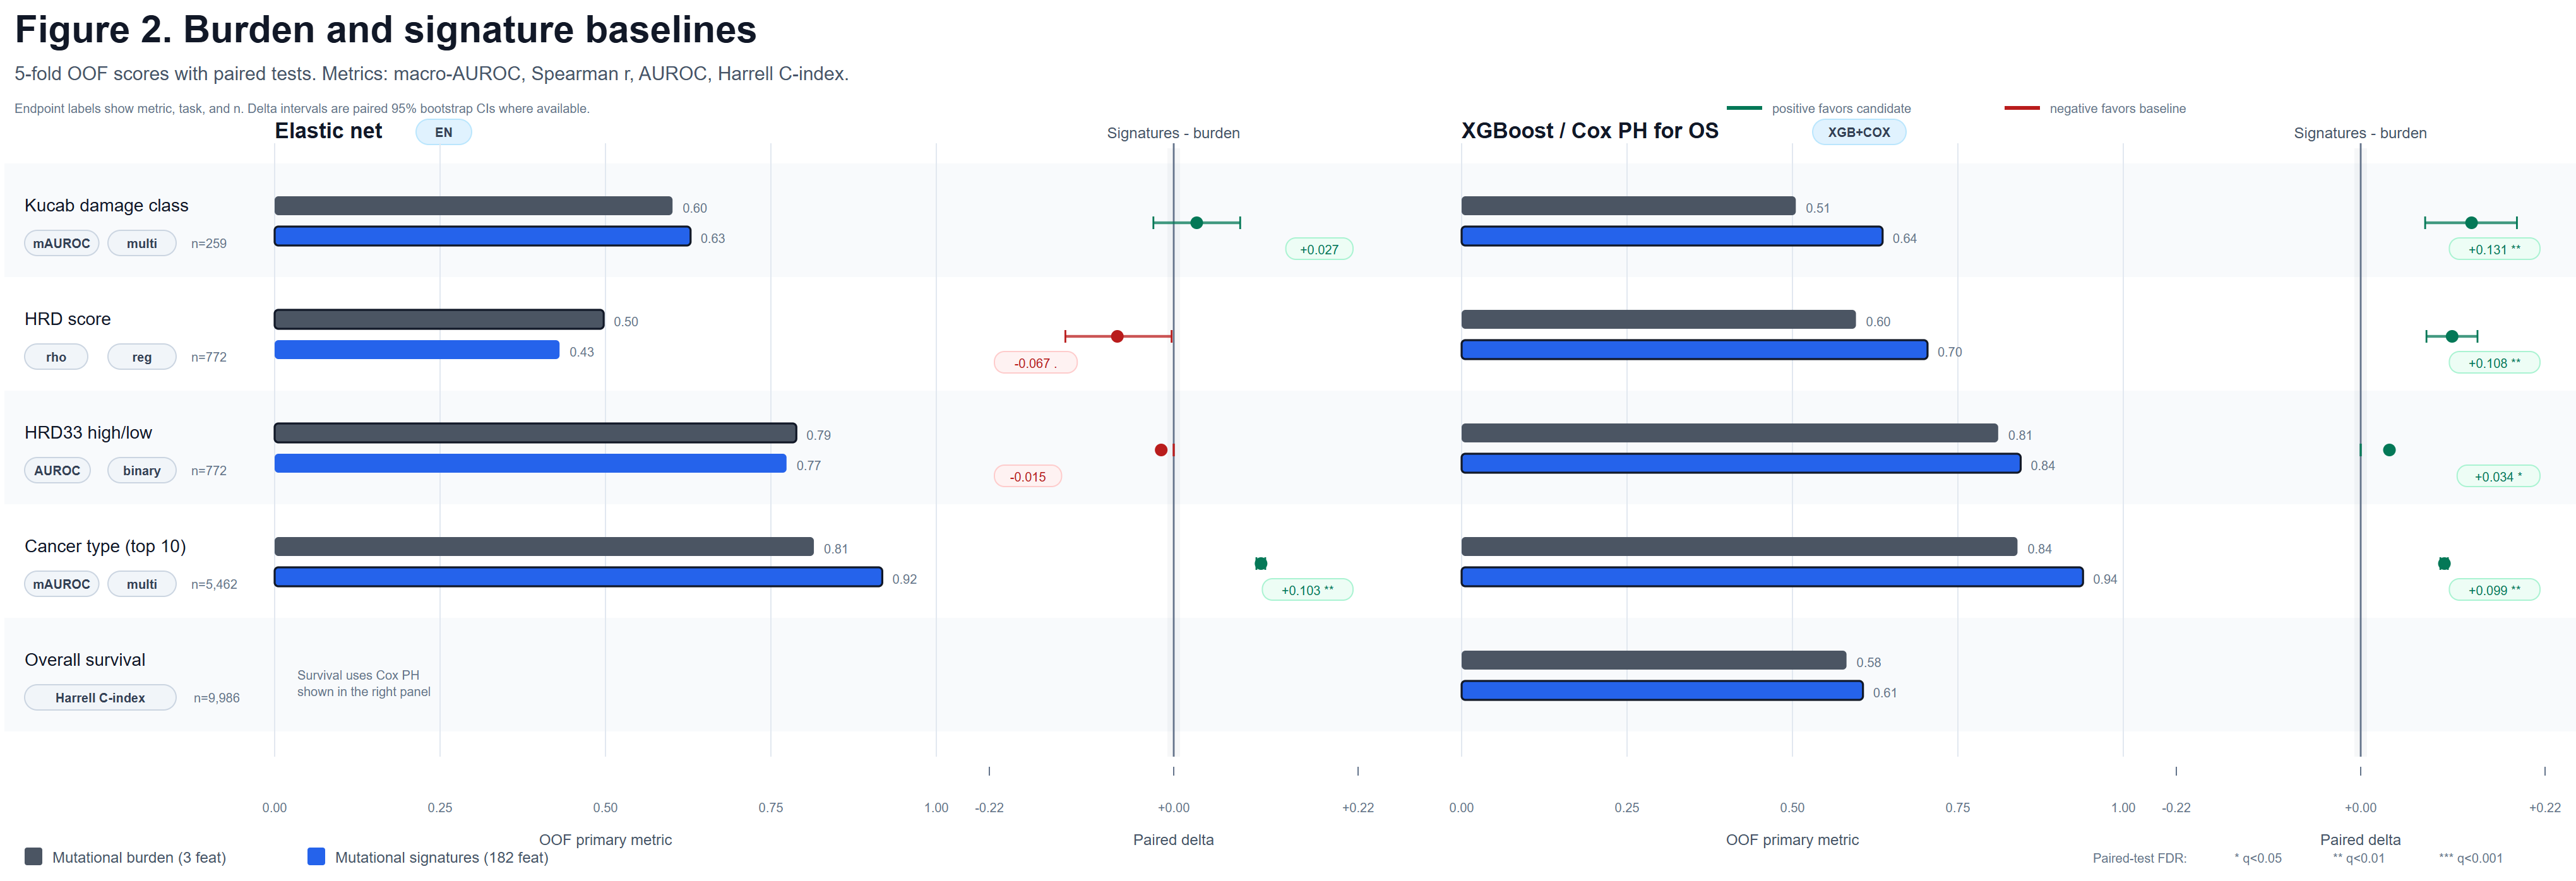 Figure 2. Burden and signature baselines
5-fold OOF scores with paired tests. Metrics: macro-AUROC, Spearman r, AUROC, Harrell C-index.
Endpoint labels show metric, task, and n. Delta intervals are paired 95% bootstrap CIs where available.
positive favors candidate
negative favors baseline
Elastic net
EN
Signatures - burden
XGBoost / Cox PH for OS
XGB+COX
Signatures - burden
Kucab damage class
mAUROC
multi
n=259
0.60
0.63
+0.027
0.51
0.64
+0.131 **
HRD score
rho
reg
n=772
0.50
0.43
-0.067 .
0.60
0.70
+0.108 **
HRD33 high/low
AUROC
binary
n=772
0.79
0.77
-0.015
0.81
0.84
+0.034 *
Cancer type (top 10)
mAUROC
multi
n=5,462
0.81
0.92
+0.103 **
0.84
0.94
+0.099 **
Overall survival
Harrell C-index
n=9,986
Survival uses Cox PH
shown in the right panel
0.58
0.61
0.00
0.25
0.50
0.75
1.00
-0.22
+0.00
+0.22
0.00
0.25
0.50
0.75
1.00
-0.22
+0.00
+0.22
OOF primary metric
Paired delta
OOF primary metric
Paired delta
Mutational burden (3 feat)
Mutational signatures (182 feat)
Paired-test FDR:
* q<0.05
** q<0.01
*** q<0.001